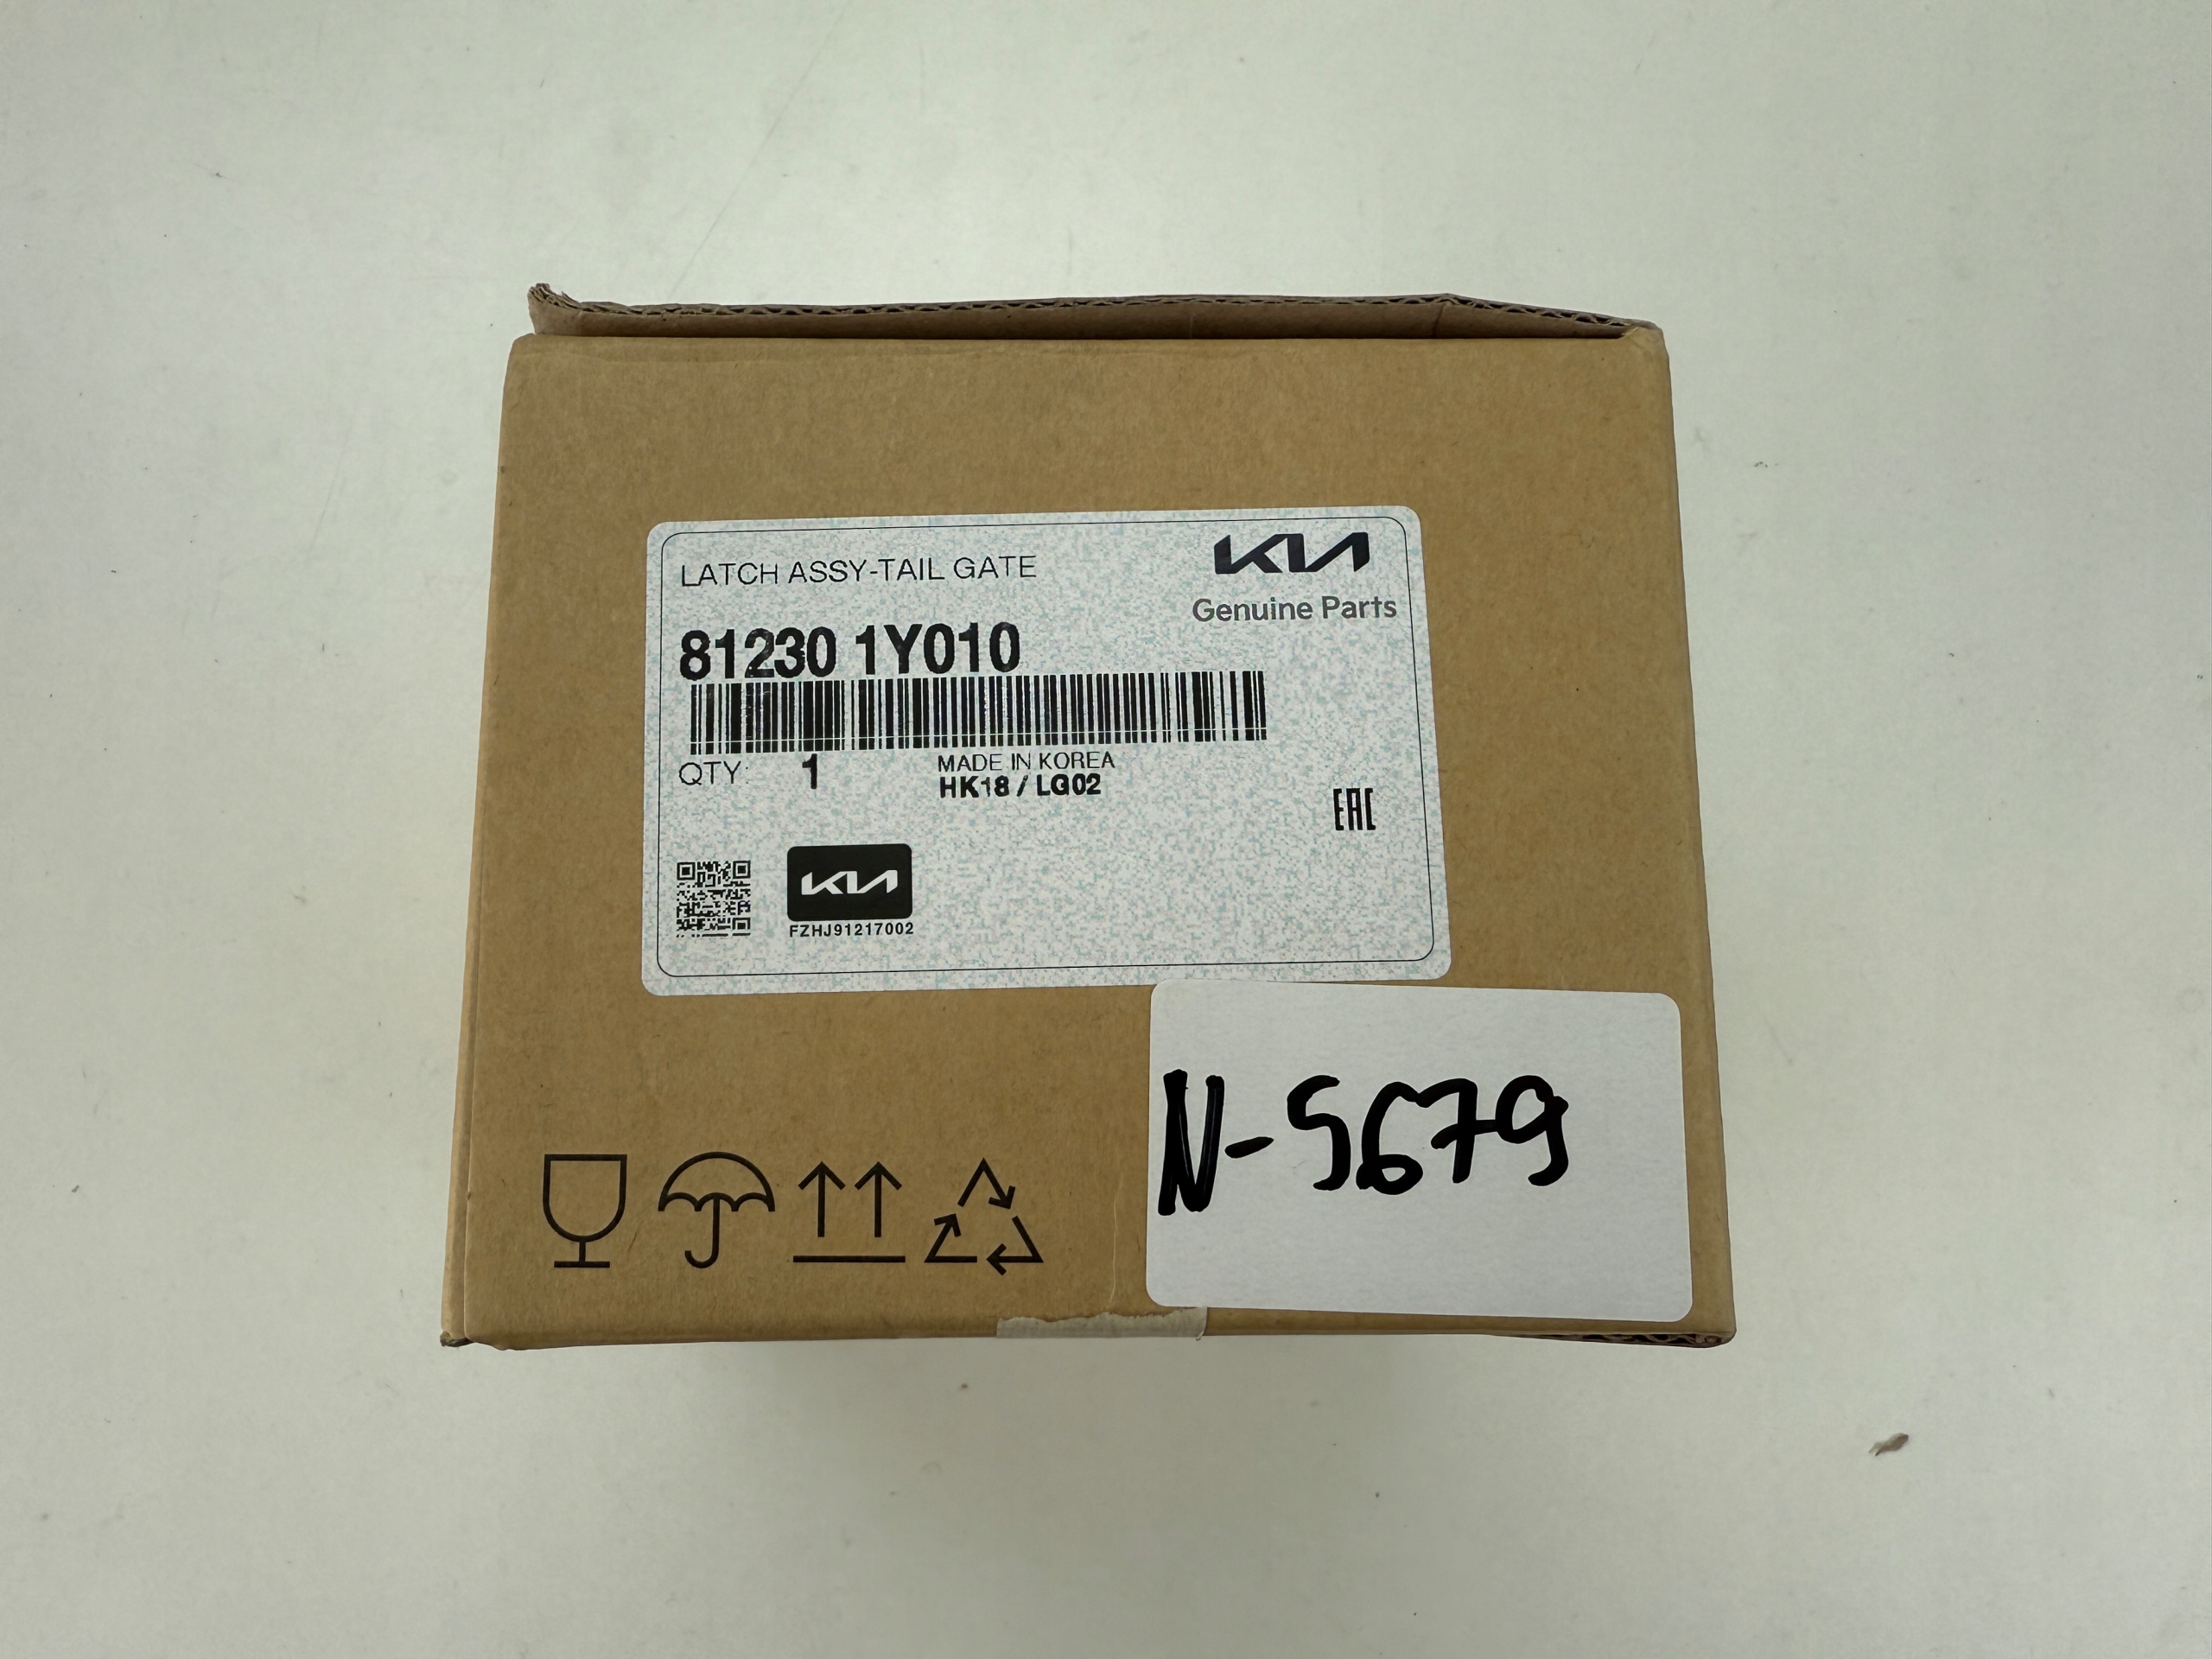 LATCH ASSY-TAIL GATE
KIA
Genuine Parts
81230 1Y010
QTY: 1
MADE IN KOREA
HK18 / LG02
EAC
KIA
FZHJ91217002
N-5679